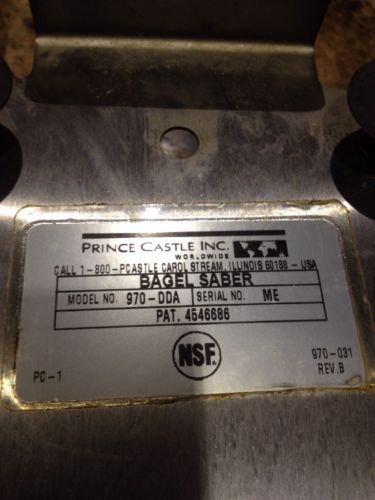 PRINCE CASTLE INC.
WORLDWIDE
CALL 1-800-PCASTLE CAROL STREAM, ILLINOIS 60188 - USA
BAGEL SABER
MODEL NO. 970-DDA SERIAL NO. ME
PAT. 4546686
NSF.
PC-1
970-031
REV.B